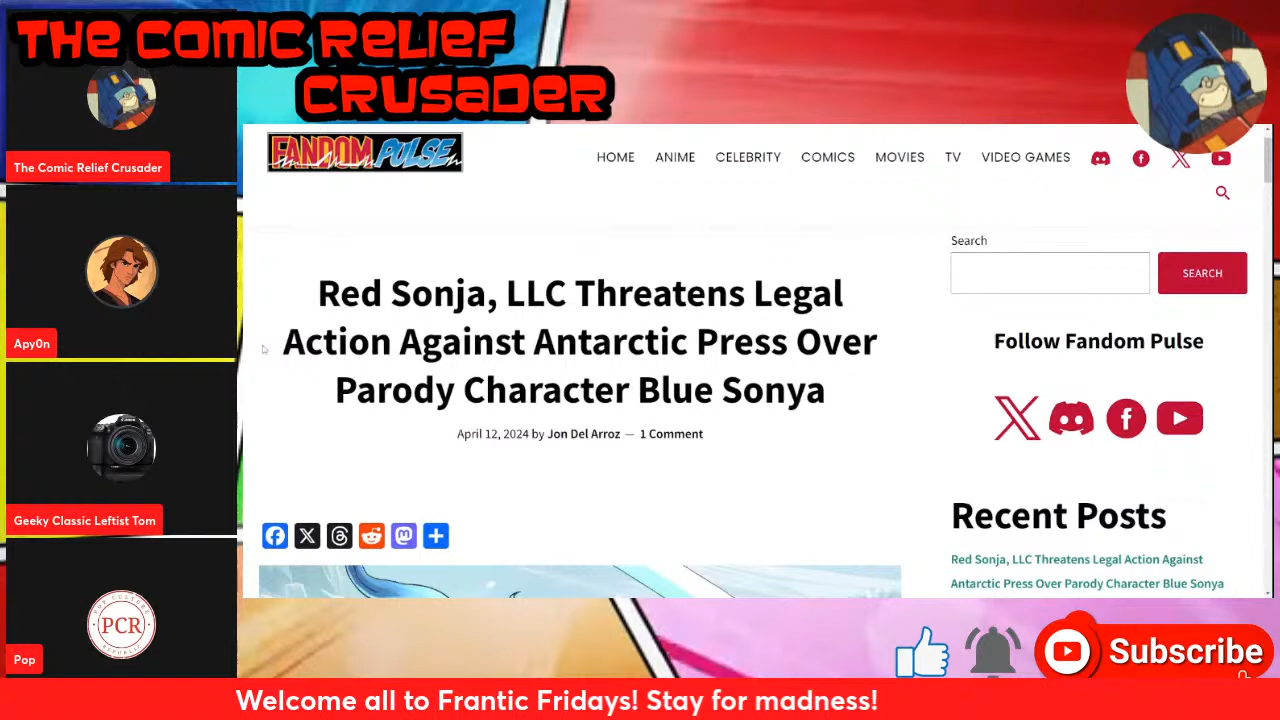 THE COMIC RELIEF
CRUSADER
The Comic Relief Crusader
Apy0n
Geeky Classic Leftist Tom
POP CULTURE
PCR
REPUBLIC
Pop
FANDOM PULSE
HOME ANIME CELEBRITY COMICS MOVIES TV VIDEO GAMES
Red Sonja, LLC Threatens Legal
Action Against Antarctic Press Over
Parody Character Blue Sonya
April 12, 2024 by Jon Del Arroz — 1 Comment
Search
SEARCH
Follow Fandom Pulse
Recent Posts
Red Sonja, LLC Threatens Legal Action Against
Antarctic Press Over Parody Character Blue Sonya
Subscribe
Welcome all to Frantic Fridays! Stay for madness!